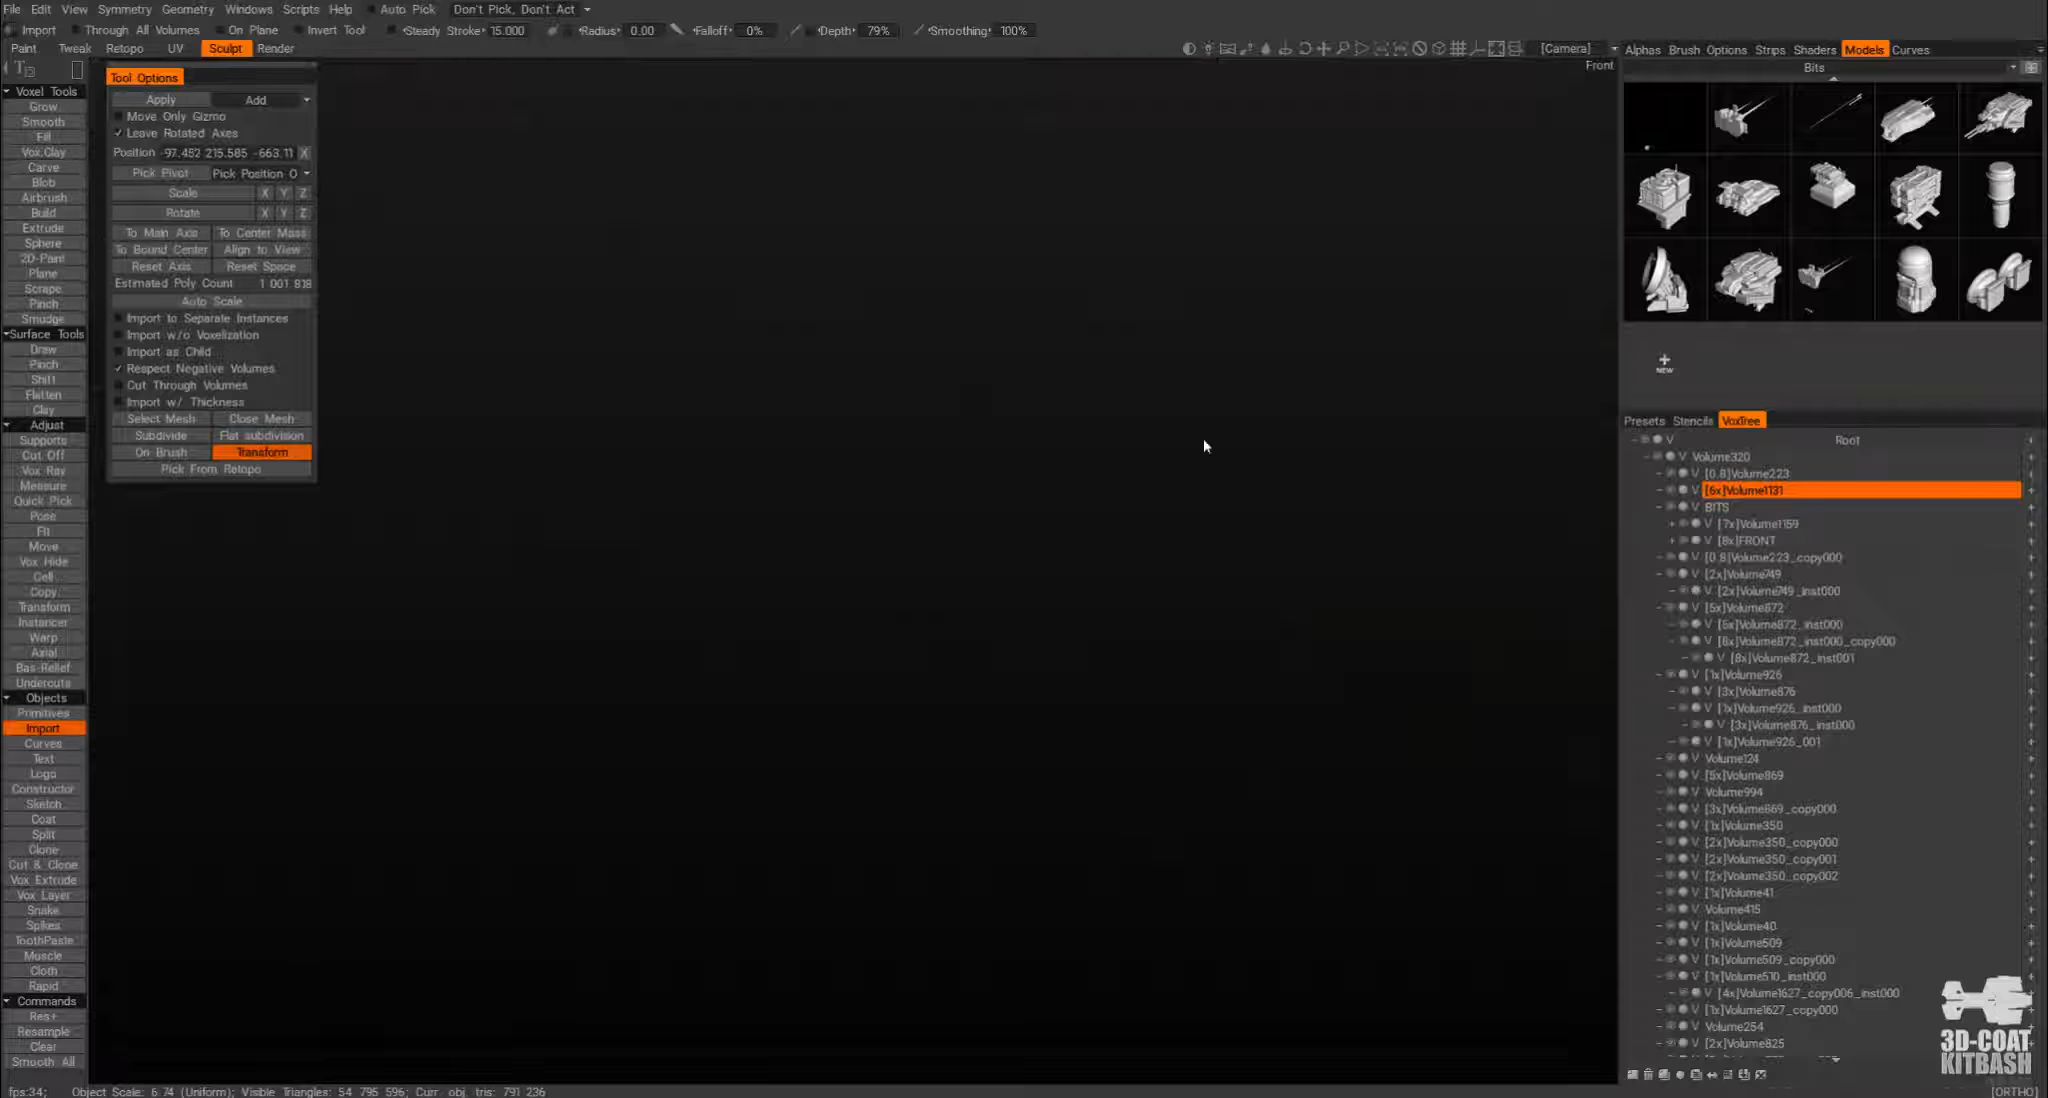 File Edit View Symmetry Geometry Windows Scripts Help Auto Pick Don't Pick, Don't Act
Import Through All Volumes On Plane Invert Tool Steady Stroke 15.000 Radius 0.00 Falloff 0% Depth 79% Smoothing 100%
Paint Tweak Retopo UV Sculpt Render [Camera]
Alphas Brush Options Strips Shaders Models Curves
Front
Bits
Tool Options
Apply Add
Move Only Gizmo
Leave Rotated Axes
Position -97.452 215.585 -663.11 X
Pick Pivot Pick Position O
Scale X Y Z
Rotate X Y Z
To Main Axis To Center Mass
To Bound Center Align to View
Reset Axis Reset Space
Estimated Poly Count 1 001 818
Auto Scale
Import to Separate Instances
Import w/o Voxelization
Import as Child
Respect Negative Volumes
Cut Through Volumes
Import w/ Thickness
Select Mesh Close Mesh
Subdivide Flat subdivision
On Brush Transform
Pick From Retopo
Voxel Tools
Grow
Smooth
Fill
Vox Clay
Carve
Blob
Airbrush
Build
Extrude
Sphere
2D-Paint
Plane
Scrape
Pinch
Smudge
Surface Tools
Draw
Pinch
Shift
Flatten
Clay
Adjust
Supports
Cut Off
Vox Ray
Measure
Quick Pick
Pose
Fit
Move
Vox Hide
Cell
Copy
Transform
Instancer
Warp
Axial
Bas-Relief
Undercuts
Objects
Primitives
Import
Curves
Text
Logo
Constructor
Sketch
Coat
Split
Clone
Cut & Clone
Vox Extrude
Vox Layer
Snake
Spikes
ToothPaste
Muscle
Cloth
Rapid
Commands
Res+
Resample
Clear
Smooth All
NEW
Presets Stencils VoxTree
V Root
V Volume320
V [0.8]Volume223
V [6x]Volume1131
V BITS
V [7x]Volume1159
V [8x]FRONT
V [0.8]Volume223_copy000
V [2x]Volume749
V [2x]Volume749_inst000
V [5x]Volume872
V [5x]Volume872_inst000
V [8x]Volume872_inst000_copy000
V [8x]Volume872_inst001
V [1x]Volume926
V [3x]Volume876
V [1x]Volume926_inst000
V [3x]Volume876_inst000
V [1x]Volume926_001
V Volume124
V [5x]Volume869
V Volume994
V [3x]Volume869_copy000
V [1x]Volume350
V [2x]Volume350_copy000
V [2x]Volume350_copy001
V [2x]Volume350_copy002
V [1x]Volume41
V Volume415
V [1x]Volume40
V [1x]Volume509
V [1x]Volume509_copy000
V [1x]Volume510_inst000
V [4x]Volume1627_copy006_inst000
V [1x]Volume1627_copy000
V Volume254
V [2x]Volume825
3D-COAT
KITBASH
fps:34; Object Scale: 6.74 (Uniform); Visible Triangles: 54 795 596; Curr. obj. tris: 791 236
[ORTHO]